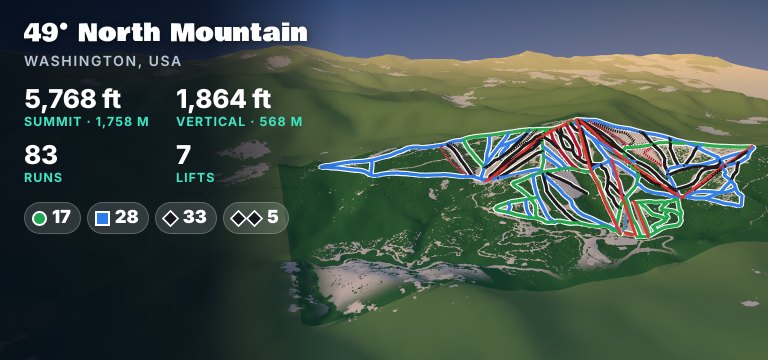 49° North Mountain
WASHINGTON, USA
5,768 ft 1,864 ft
SUMMIT · 1,758 M VERTICAL · 568 M
83 7
RUNS LIFTS
17 28 33 5